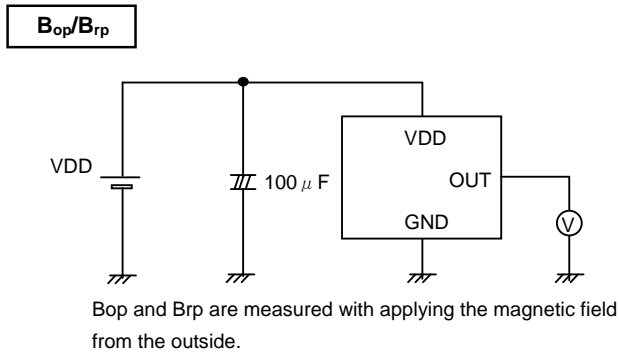 Bop/Brp
VDD
VDD
100μF
OUT
GND
V
Bop and Brp are measured with applying the magnetic field
from the outside.